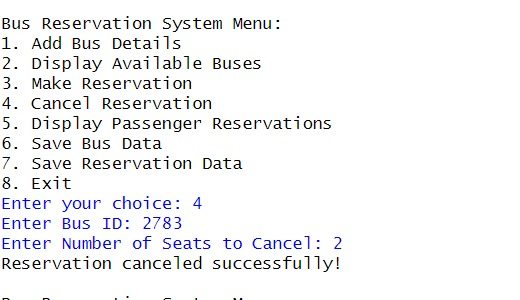 Bus Reservation System Menu:
1. Add Bus Details
2. Display Available Buses
3. Make Reservation
4. Cancel Reservation
5. Display Passenger Reservations
6. Save Bus Data
7. Save Reservation Data
8. Exit
Enter your choice: 4
Enter Bus ID: 2783
Enter Number of Seats to Cancel: 2
Reservation canceled successfully!